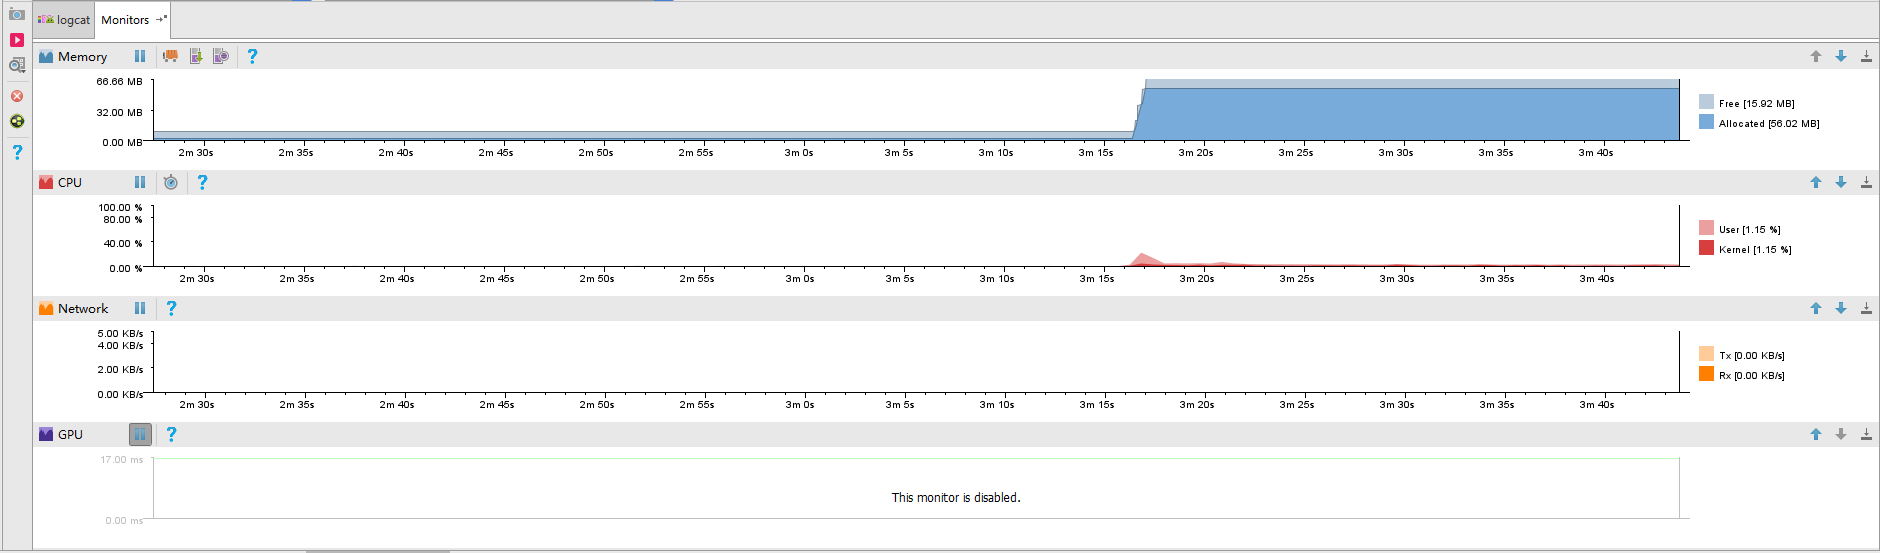 logcat Monitors
Memory ?
66.66 MB
32.00 MB
0.00 MB
Free [15.92 MB]
Allocated [56.02 MB]
2m 30s 2m 35s 2m 40s 2m 45s 2m 50s 2m 55s 3m 0s 3m 5s 3m 10s 3m 15s 3m 20s 3m 25s 3m 30s 3m 35s 3m 40s
? CPU ?
100.00 %
80.00 %
40.00 %
0.00 %
User [1.15 %]
Kernel [1.15 %]
2m 30s 2m 35s 2m 40s 2m 45s 2m 50s 2m 55s 3m 0s 3m 5s 3m 10s 3m 15s 3m 20s 3m 25s 3m 30s 3m 35s 3m 40s
Network ?
5.00 KB/s
4.00 KB/s
2.00 KB/s
0.00 KB/s
Tx [0.00 KB/s]
Rx [0.00 KB/s]
2m 30s 2m 35s 2m 40s 2m 45s 2m 50s 2m 55s 3m 0s 3m 5s 3m 10s 3m 15s 3m 20s 3m 25s 3m 30s 3m 35s 3m 40s
GPU ?
17.00 ms
This monitor is disabled.
0.00 ms